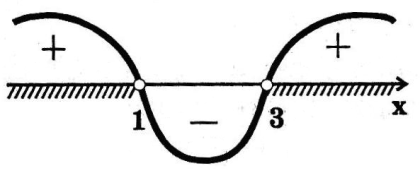 + +
1 − 3 x